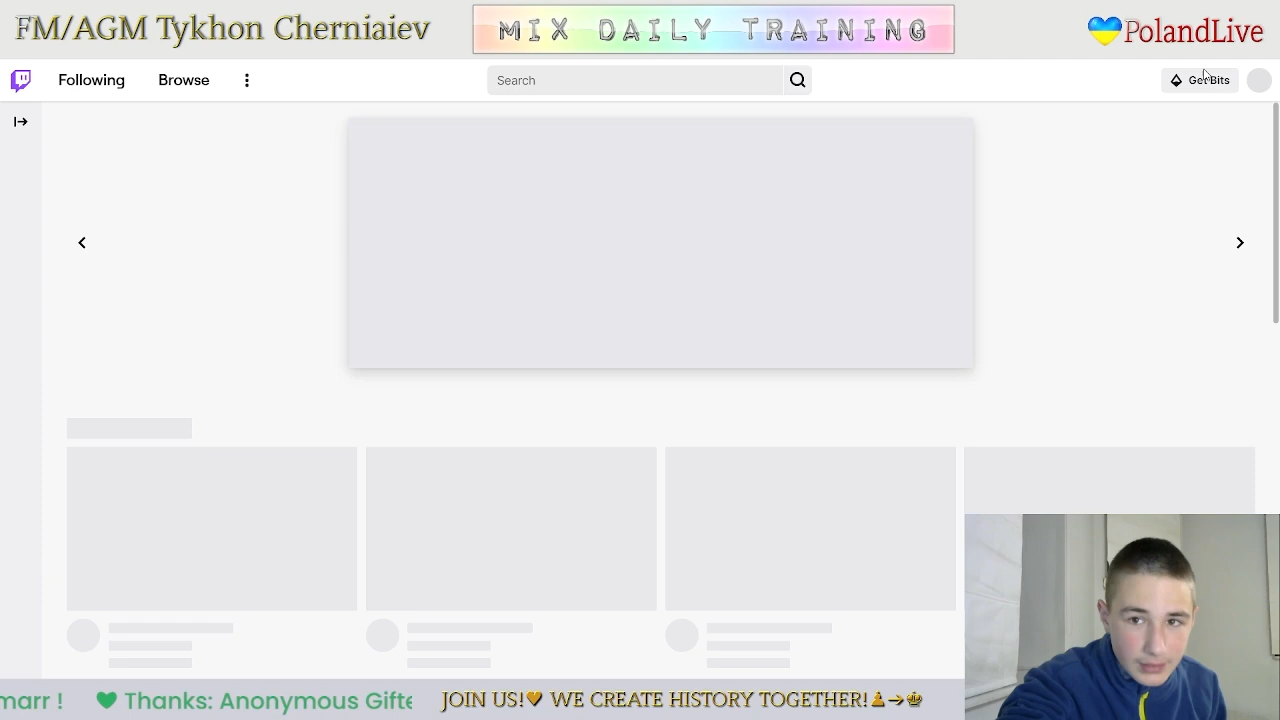 FM/AGM Tykhon Cherniaiev
MIX DAILY TRAINING
PolandLive
Following
Browse
Search
Get Bits
marr !
Thanks: Anonymous Gifte
JOIN US!🧡 WE CREATE HISTORY TOGETHER!♟→♚